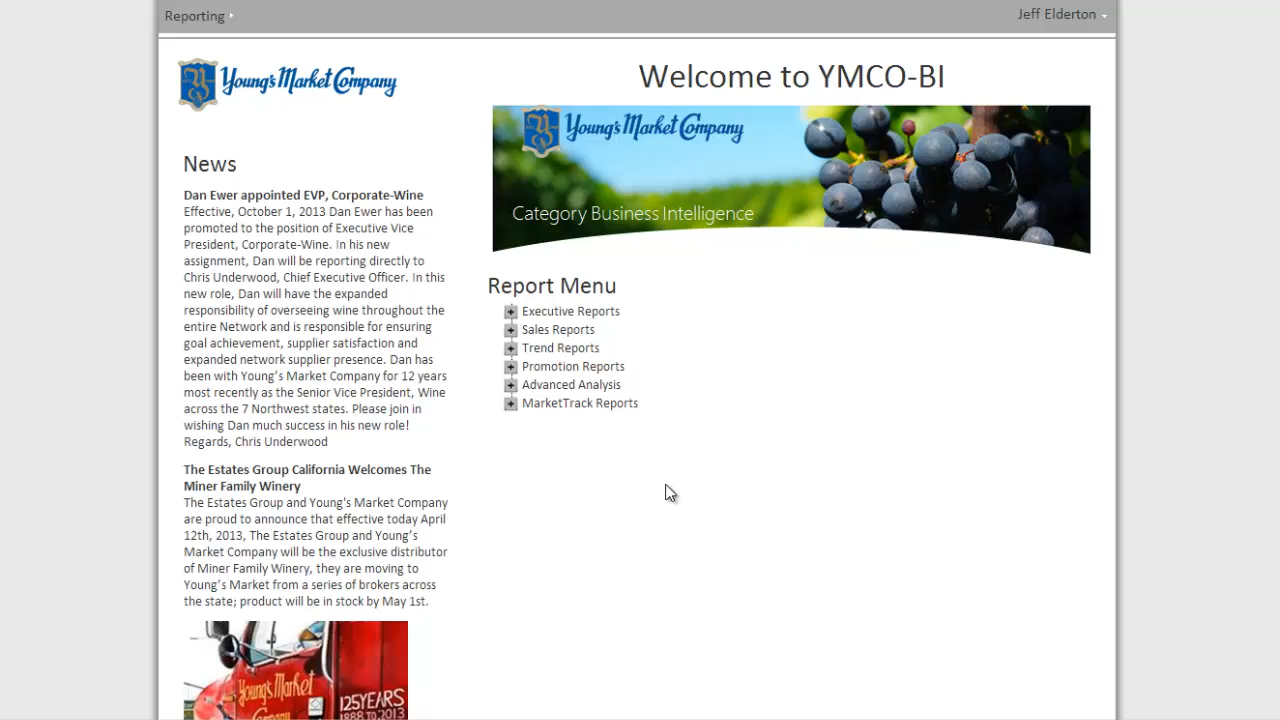 Reporting
Jeff Elderton
Young's Market Company
Welcome to YMCO-BI
Young's Market Company
Category Business Intelligence
News
Dan Ewer appointed EVP, Corporate-Wine
Effective, October 1, 2013 Dan Ewer has been
promoted to the position of Executive Vice
President, Corporate-Wine. In his new
assignment, Dan will be reporting directly to
Chris Underwood, Chief Executive Officer. In this
new role, Dan will have the expanded
responsibility of overseeing wine throughout the
entire Network and is responsible for ensuring
goal achievement, supplier satisfaction and
expanded network supplier presence. Dan has
been with Young's Market Company for 12 years
most recently as the Senior Vice President, Wine
across the 7 Northwest states. Please join in
wishing Dan much success in his new role!
Regards, Chris Underwood
The Estates Group California Welcomes The
Miner Family Winery
The Estates Group and Young's Market Company
are proud to announce that effective today April
12th, 2013, The Estates Group and Young's
Market Company will be the exclusive distributor
of Miner Family Winery, they are moving to
Young's Market from a series of brokers across
the state; product will be in stock by May 1st.
Young's Market
Company
125 YEARS
1888 TO 2013
Report Menu
Executive Reports
Sales Reports
Trend Reports
Promotion Reports
Advanced Analysis
MarketTrack Reports